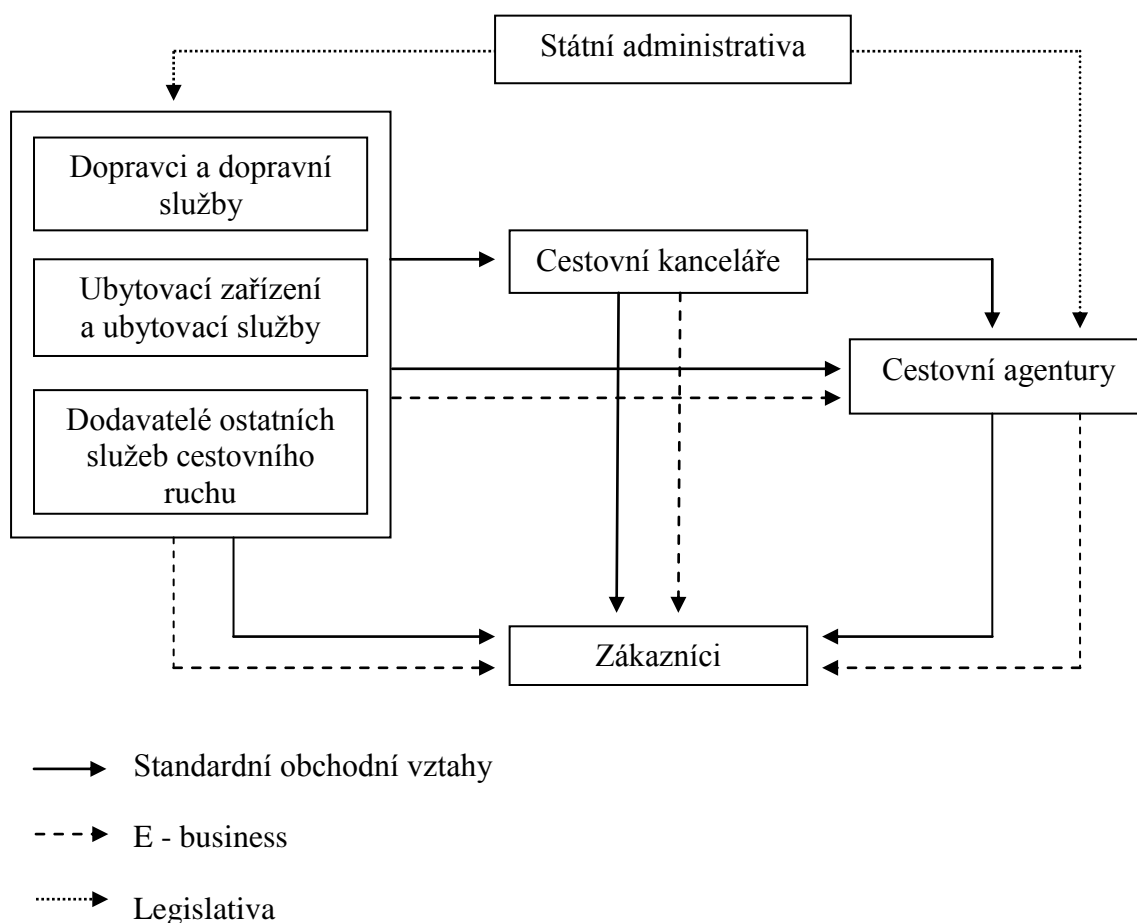 Státní administrativa
Dopravci a dopravní
služby
Cestovní kanceláře
Ubytovací zařízení
a ubytovací služby
Cestovní agentury
Dodavatelé ostatních
služeb cestovního
ruchu
Zákazníci
Standardní obchodní vztahy
E - business
Legislativa